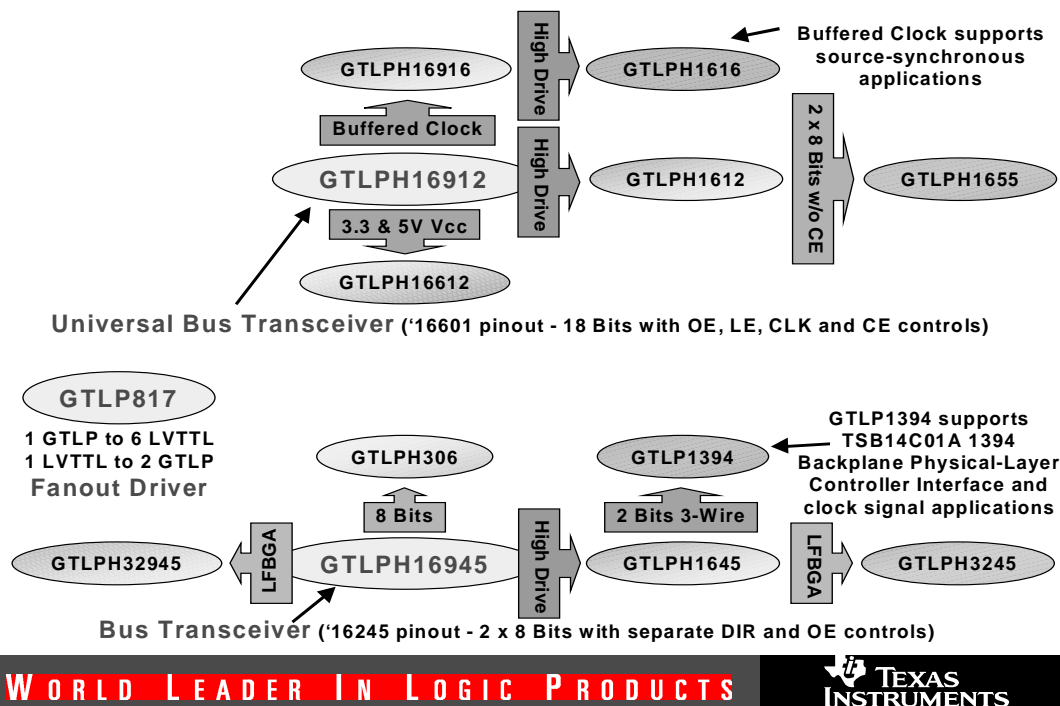 GTLPH16916
High Drive
GTLPH1616
Buffered Clock supports
source-synchronous
applications
Buffered Clock
GTLPH16912
High Drive
GTLPH1612
2 x 8 Bits w/o CE
GTLPH1655
3.3 & 5V Vcc
GTLPH16612
Universal Bus Transceiver (‘16601 pinout - 18 Bits with OE, LE, CLK and CE controls)
GTLP817
1 GTLP to 6 LVTTL
1 LVTTL to 2 GTLP
Fanout Driver
GTLPH306
GTLP1394
GTLP1394 supports
TSB14C01A 1394
Backplane Physical-Layer
Controller Interface and
clock signal applications
8 Bits
2 Bits 3-Wire
GTLPH32945
LFBGA
GTLPH16945
High Drive
GTLPH1645
LFBGA
GTLPH3245
Bus Transceiver (‘16245 pinout - 2 x 8 Bits with separate DIR and OE controls)
WORLD LEADER IN LOGIC PRODUCTS
TEXAS
INSTRUMENTS